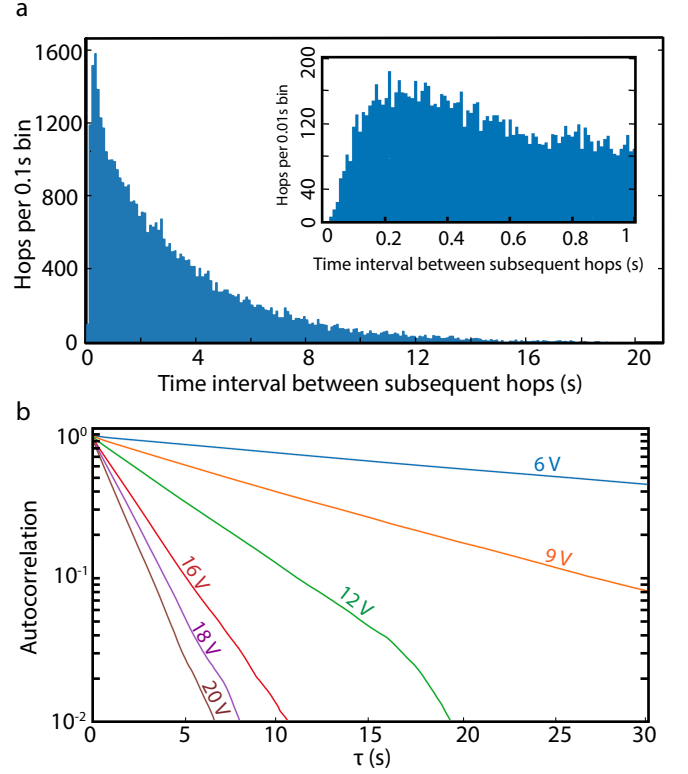 a
1600
1200
800
400
0
Hops per 0.1s bin
0 4 8 12 16 20
Time interval between subsequent hops (s)
200
120
40
0
Hops per 0.01s bin
0 0.2 0.4 0.6 0.8 1
Time interval between subsequent hops (s)
b
10⁰
10⁻¹
10⁻²
Autocorrelation
6 V
9 V
12 V
16 V
18 V
20 V
0 5 10 15 20 25 30
τ (s)